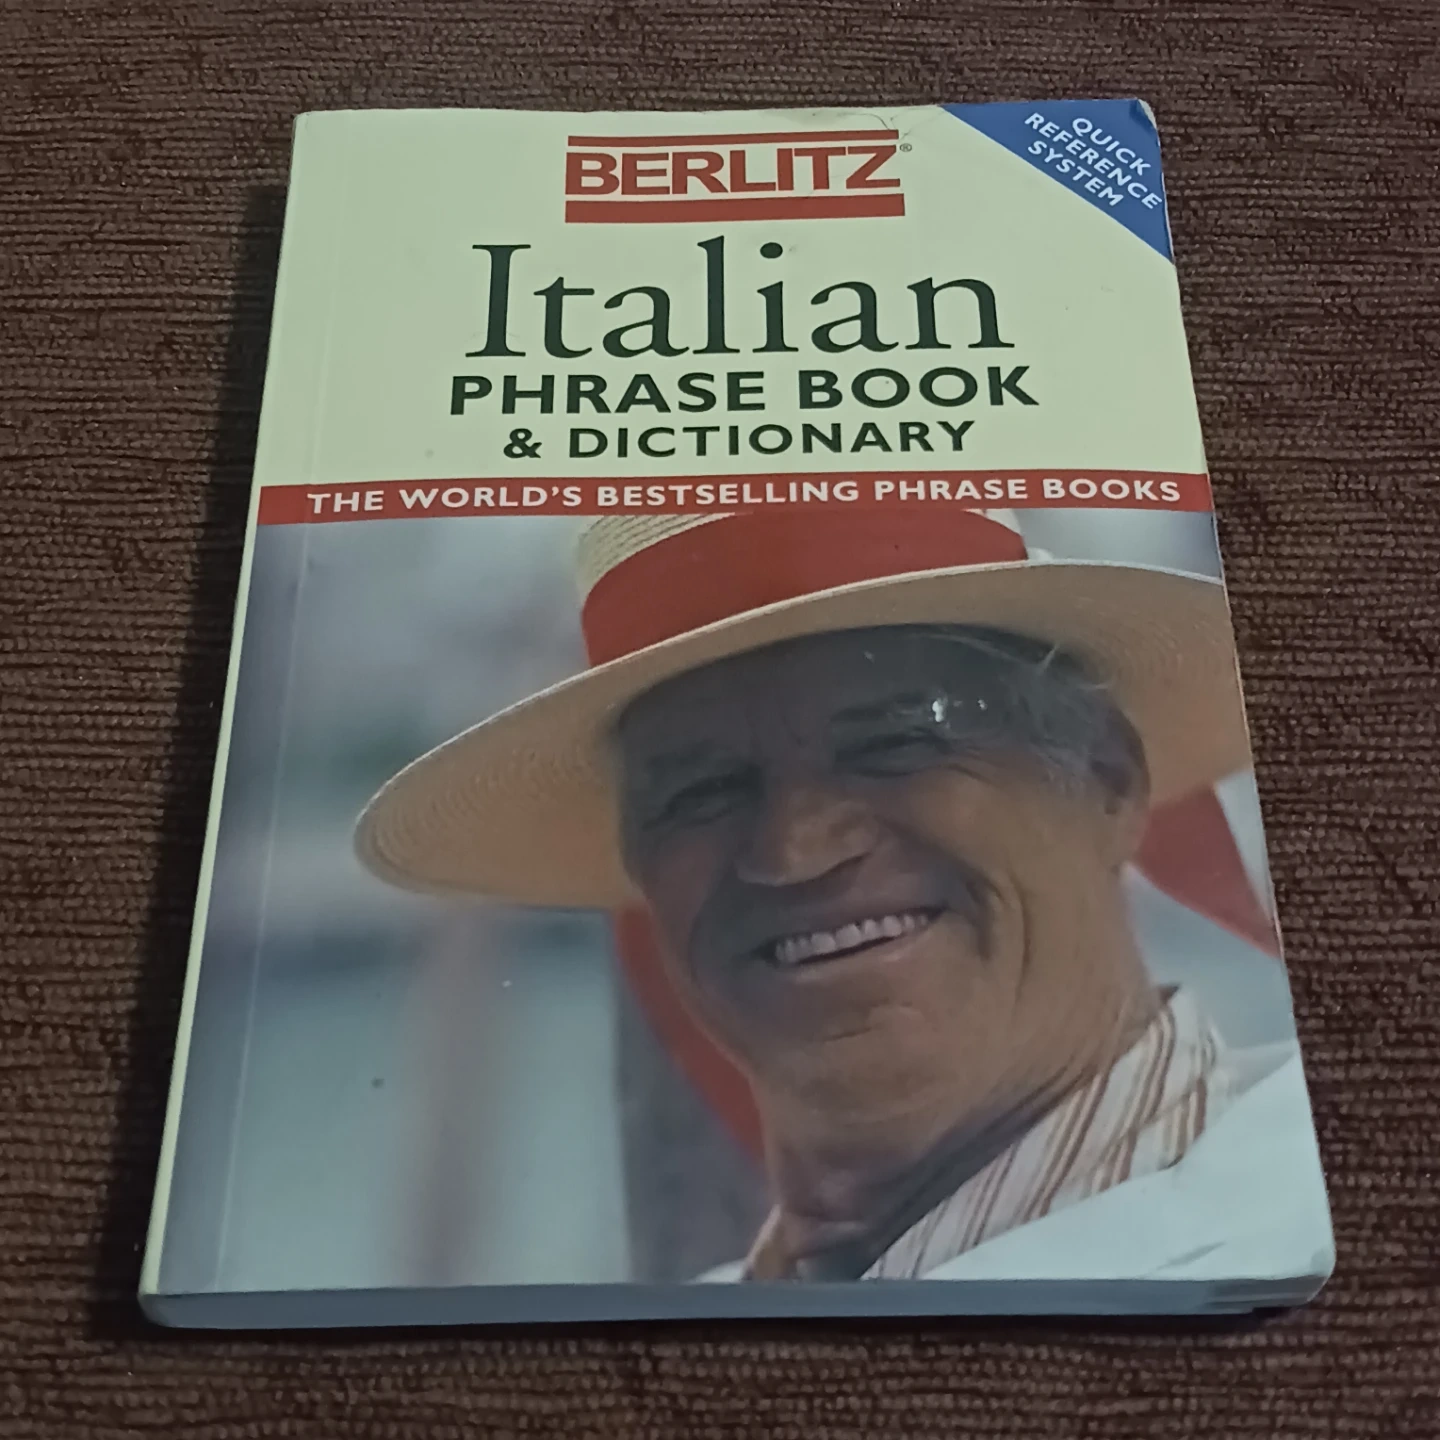 BERLITZ®
QUICK
REFERENCE
SYSTEM
Italian
PHRASE BOOK
& DICTIONARY
THE WORLD'S BESTSELLING PHRASE BOOKS